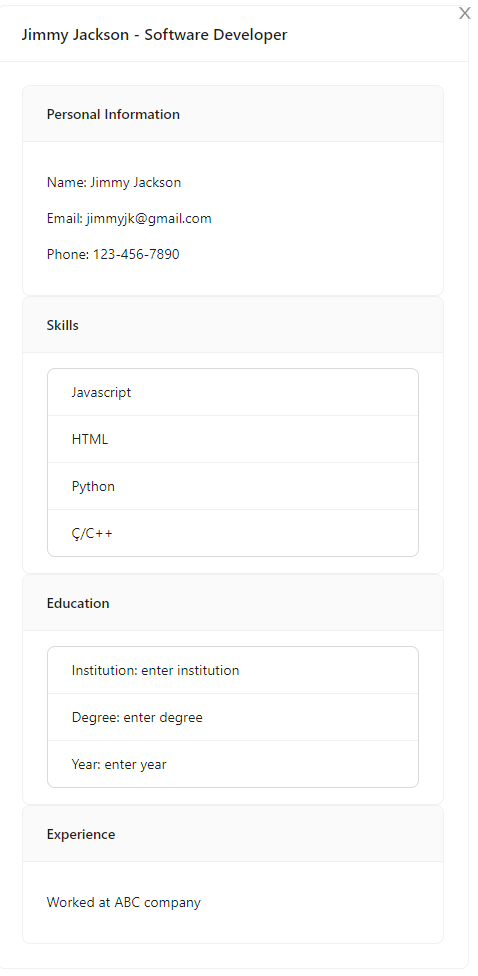 X
Jimmy Jackson - Software Developer
Personal Information
Name: Jimmy Jackson
Email: jimmyjk@gmail.com
Phone: 123-456-7890
Skills
Javascript
HTML
Python
Ç/C++
Education
Institution: enter institution
Degree: enter degree
Year: enter year
Experience
Worked at ABC company